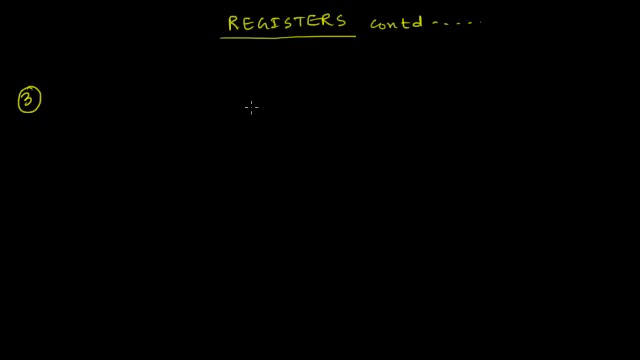 REGISTERS contd -----
3